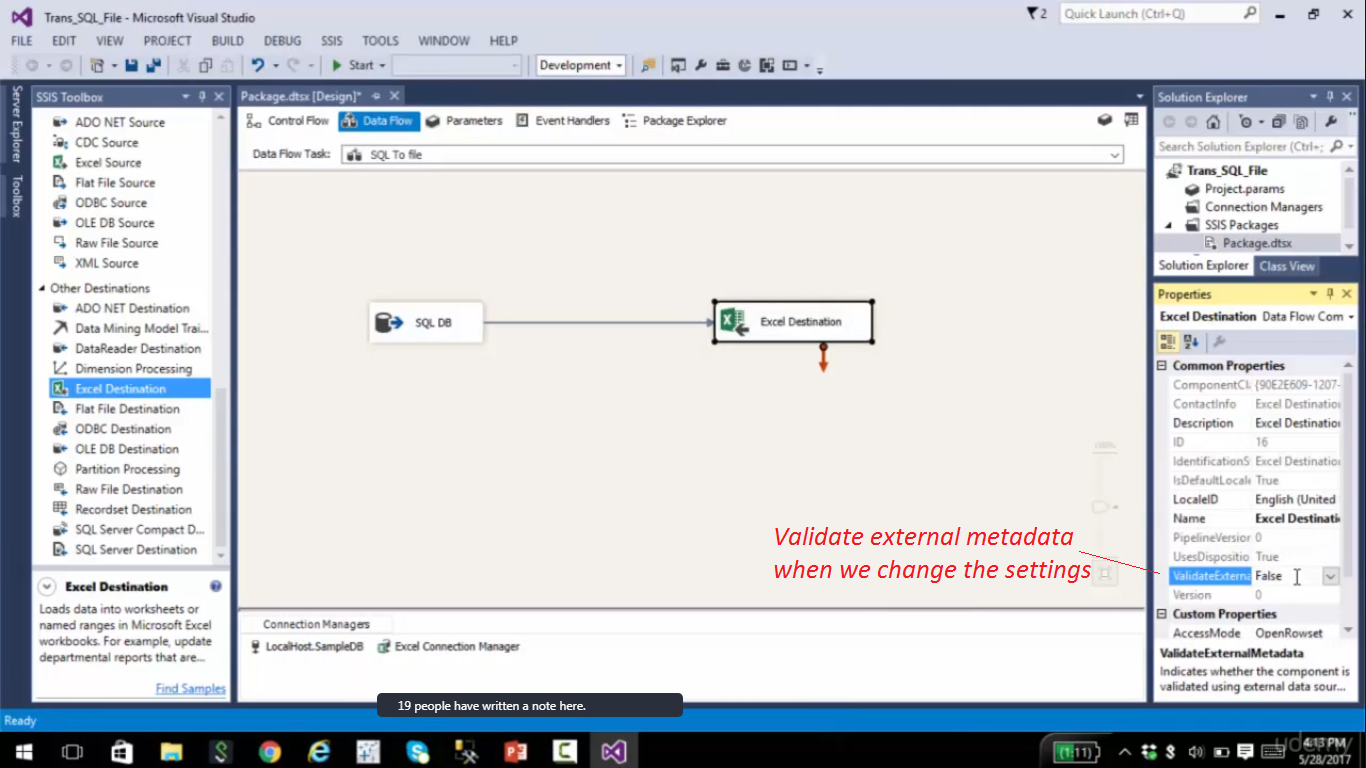 Trans_SQL_File - Microsoft Visual Studio
2
Quick Launch (Ctrl+Q)
FILE EDIT VIEW PROJECT BUILD DEBUG SSIS TOOLS WINDOW HELP
Start
Development
Server Explorer
Toolbox
SSIS Toolbox
ADO NET Source
CDC Source
Excel Source
Flat File Source
ODBC Source
OLE DB Source
Raw File Source
XML Source
Other Destinations
ADO NET Destination
Data Mining Model Trai...
DataReader Destination
Dimension Processing
Excel Destination
Flat File Destination
ODBC Destination
OLE DB Destination
Partition Processing
Raw File Destination
Recordset Destination
SQL Server Compact D...
SQL Server Destination
Excel Destination
Loads data into worksheets or
named ranges in Microsoft Excel
workbooks. For example, update
departmental reports that are...
Find Samples
Package.dtsx [Design]*
Control Flow Data Flow Parameters Event Handlers Package Explorer
Data Flow Task: SQL To file
SQL DB
Excel Destination
100%
Validate external metadata
when we change the settings
Connection Managers
LocalHost.SampleDB Excel Connection Manager
19 people have written a note here.
Solution Explorer
Search Solution Explorer (Ctrl+;
Trans_SQL_File
Project.params
Connection Managers
SSIS Packages
Package.dtsx
Solution Explorer Class View
Properties
Excel Destination Data Flow Com
Common Properties
ComponentCl {90E2E609-1207-
ContactInfo Excel Destination
Description Excel Destination
ID 16
IdentificationS Excel Destination
IsDefaultLocale True
LocaleID English (United
Name Excel Destinati
PipelineVersion 0
UsesDispositio True
ValidateExterna False
Version 0
Custom Properties
AccessMode OpenRowset
ValidateExternalMetadata
Indicates whether the component is
validated using external data sour...
Ready
(1:11)
udemy
4:13 PM
5/28/2017